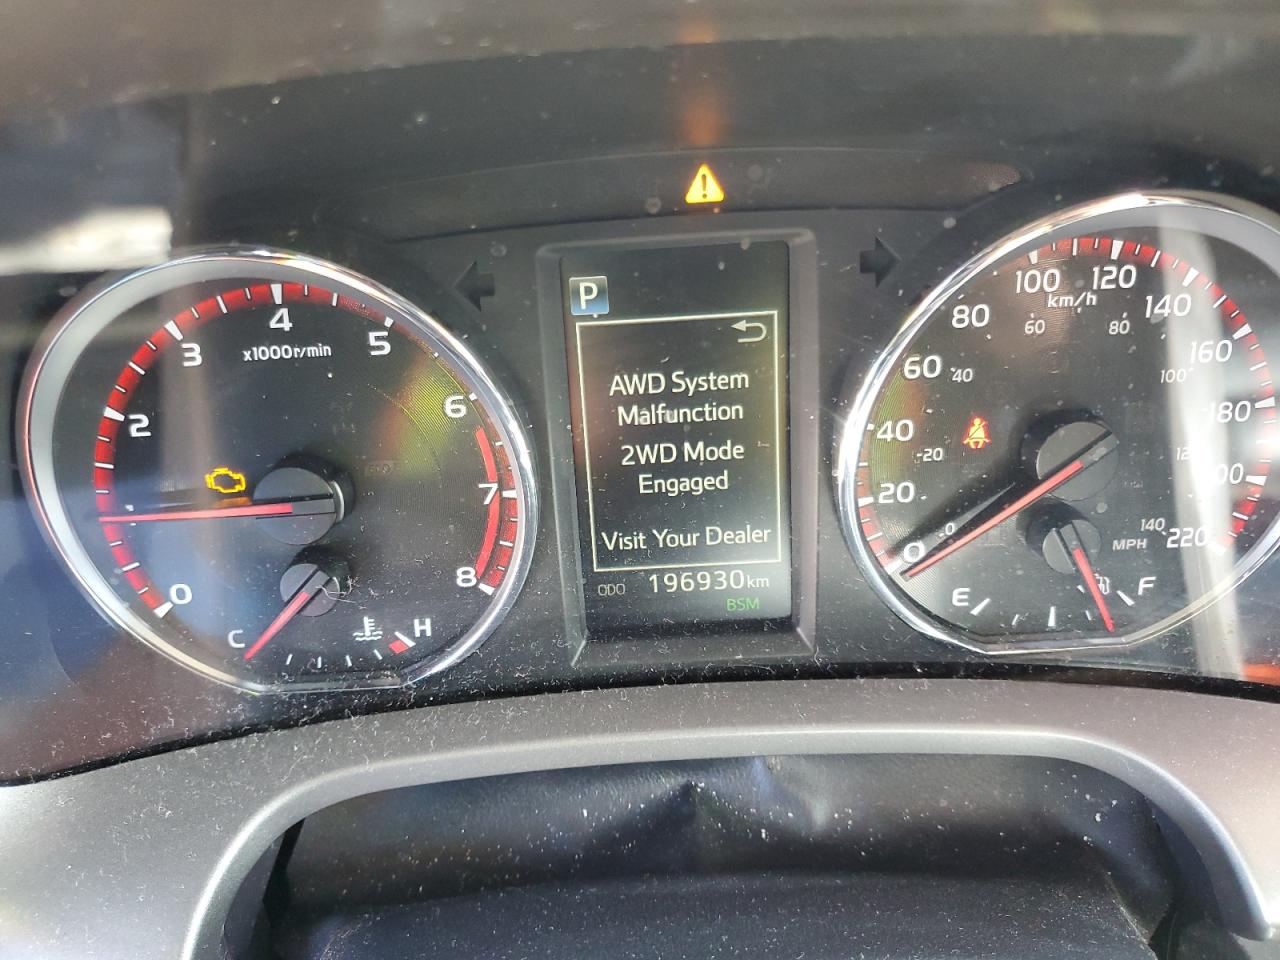 P
AWD System
Malfunction
2WD Mode
Engaged
Visit Your Dealer
ODO 196930km
BSM
0
2
3
4
5
6
7
8
x1000r/min
C
H
0
20
40
60
80
100
120
140
160
180
220
km/h
0
20
40
60
80
100
140
MPH
E
F